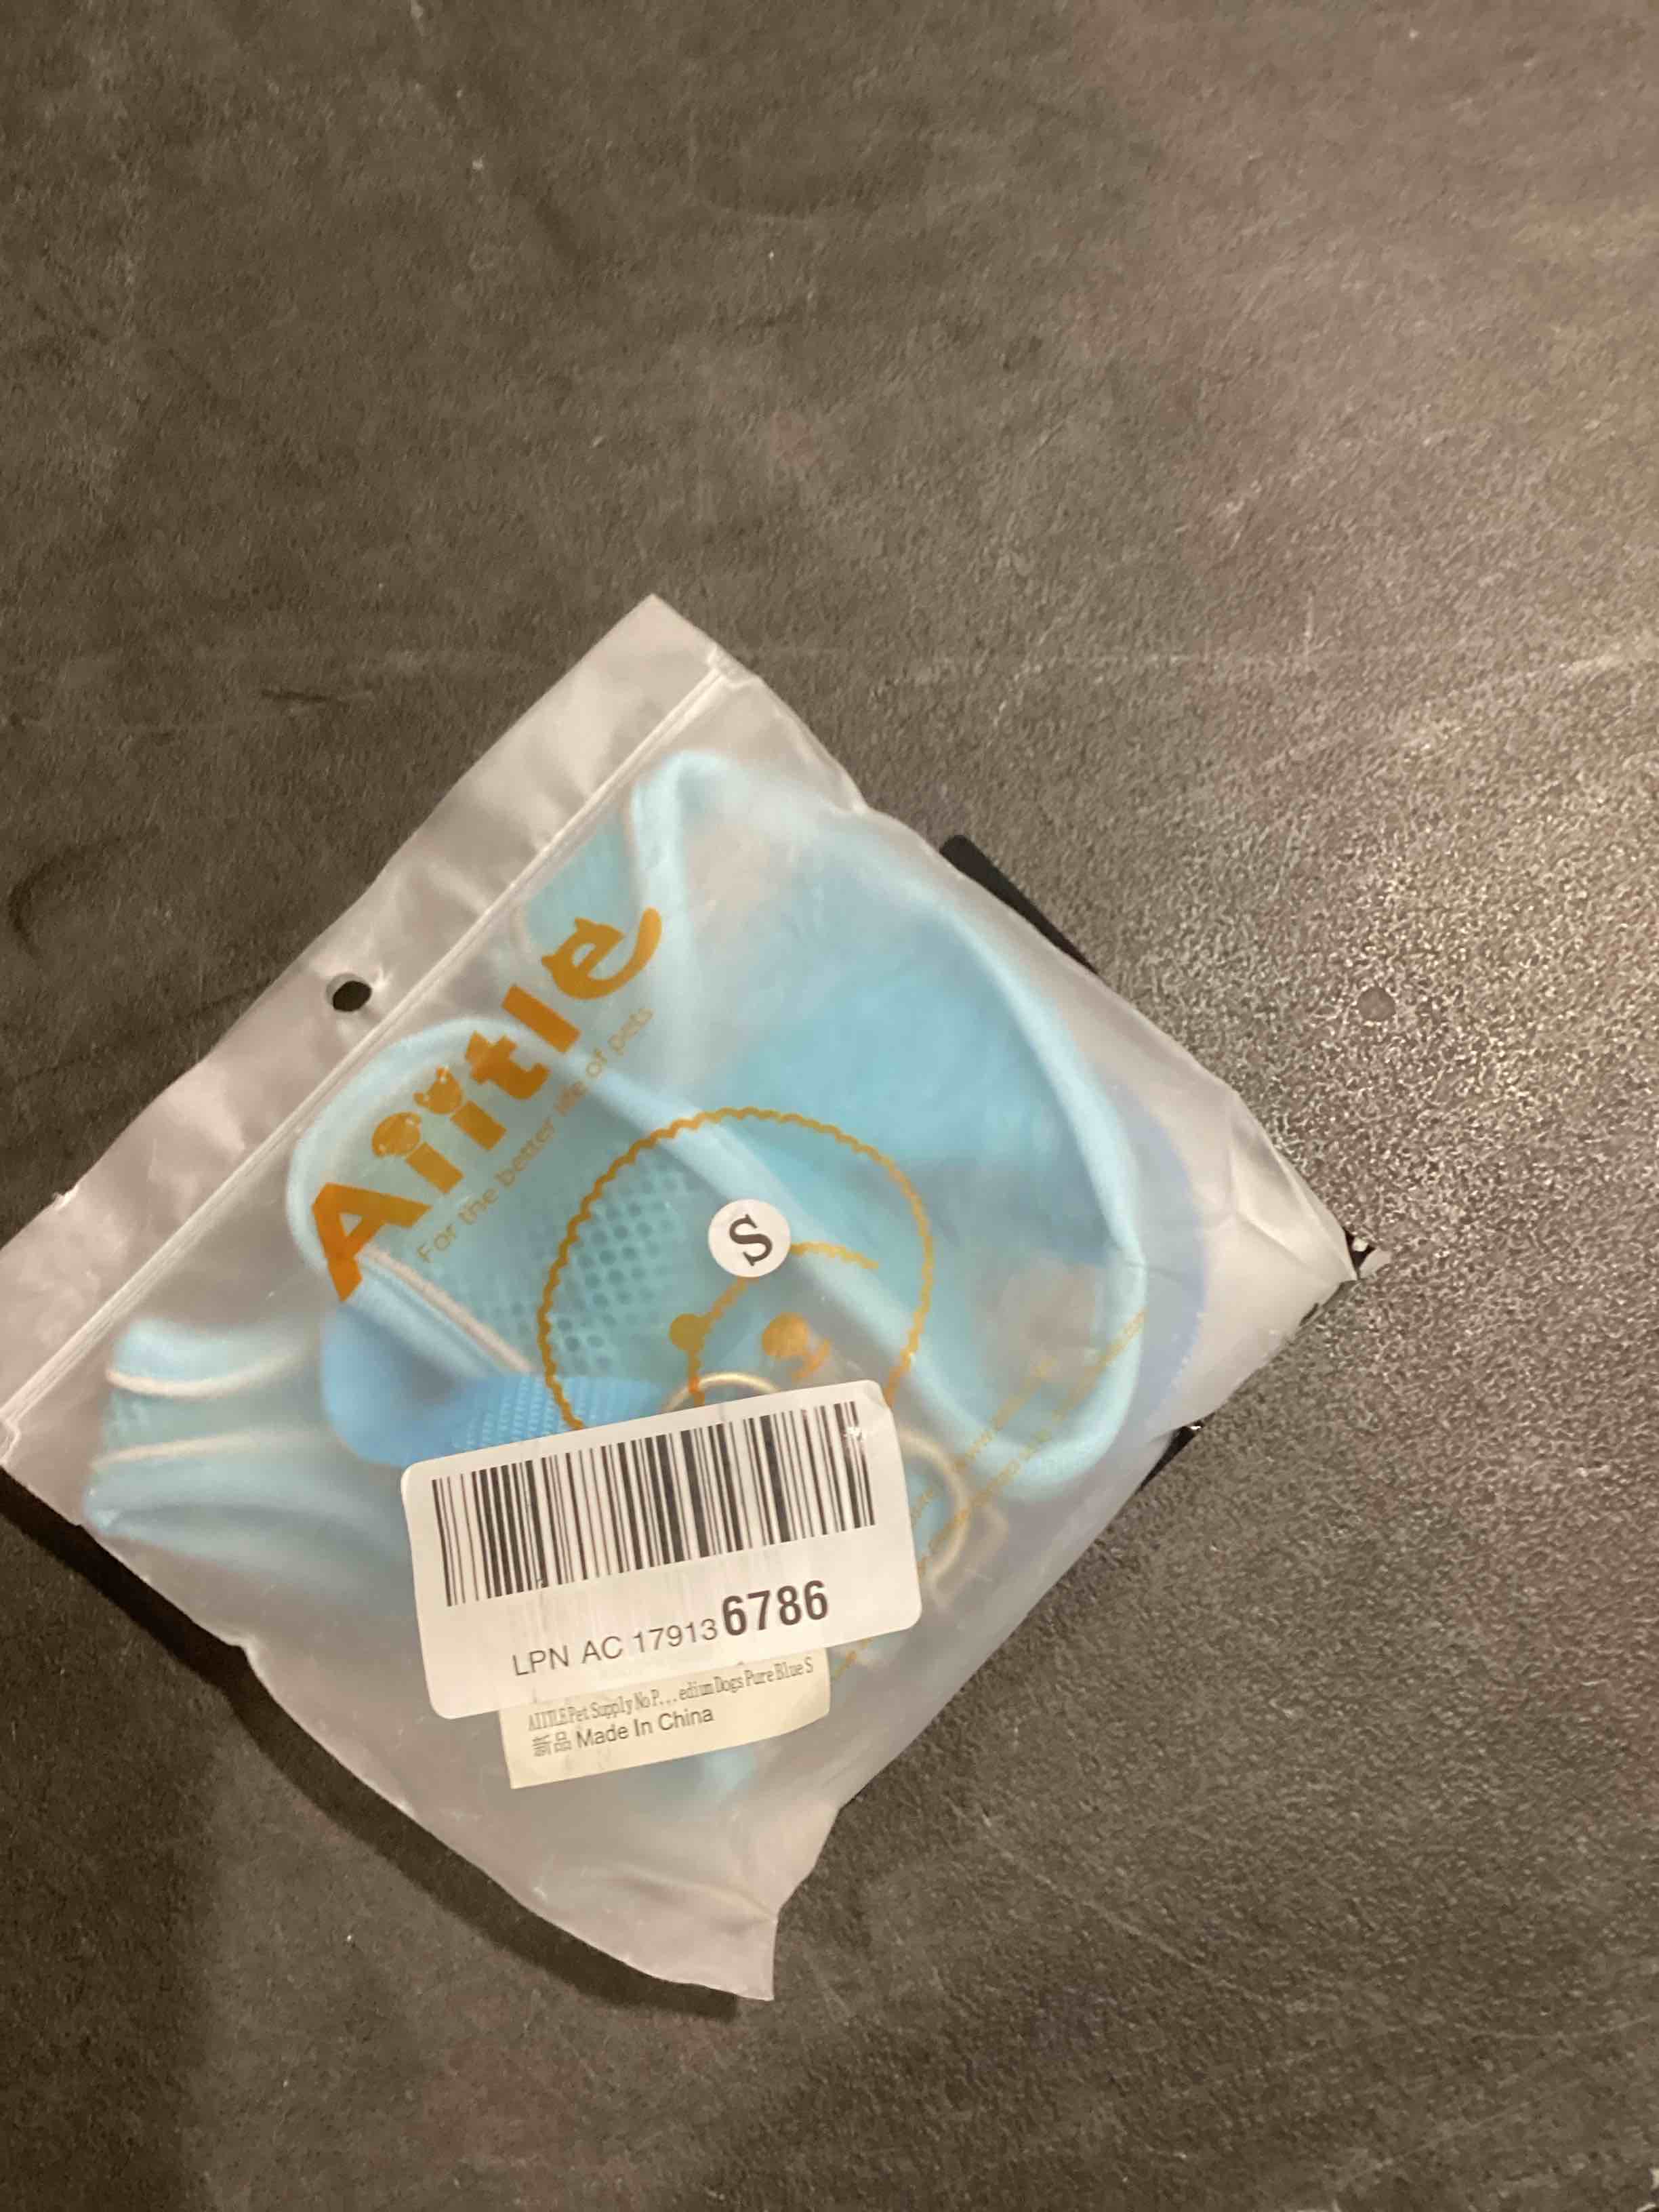 Aiitle
For the better life of pets
S
LPN AC 179136786
AIITLE Pet Supply No P... edium Dogs Pure Blue S
新品 Made In China